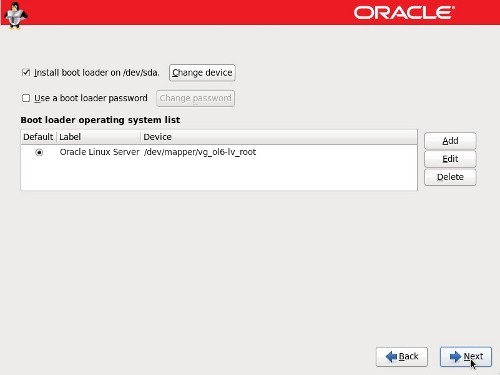 ORACLE
Install boot loader on /dev/sda. Change device
Use a boot loader password Change password
Boot loader operating system list
Default Label Device
Oracle Linux Server /dev/mapper/vg_ol6-lv_root
Add
Edit
Delete
Back Next